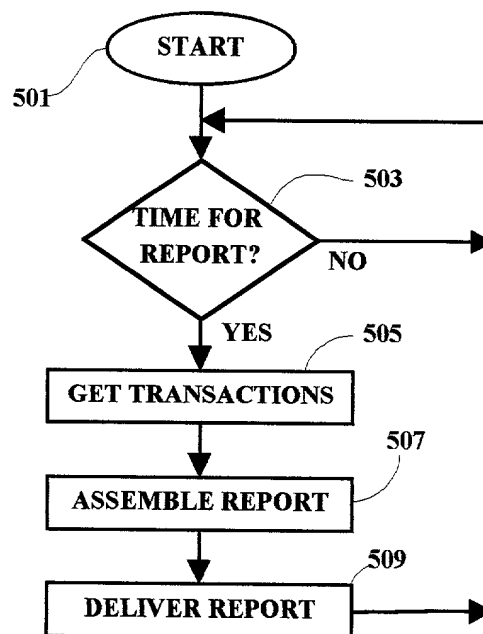 START
501
503
TIME FOR
REPORT?
NO
YES
505
GET TRANSACTIONS
507
ASSEMBLE REPORT
509
DELIVER REPORT